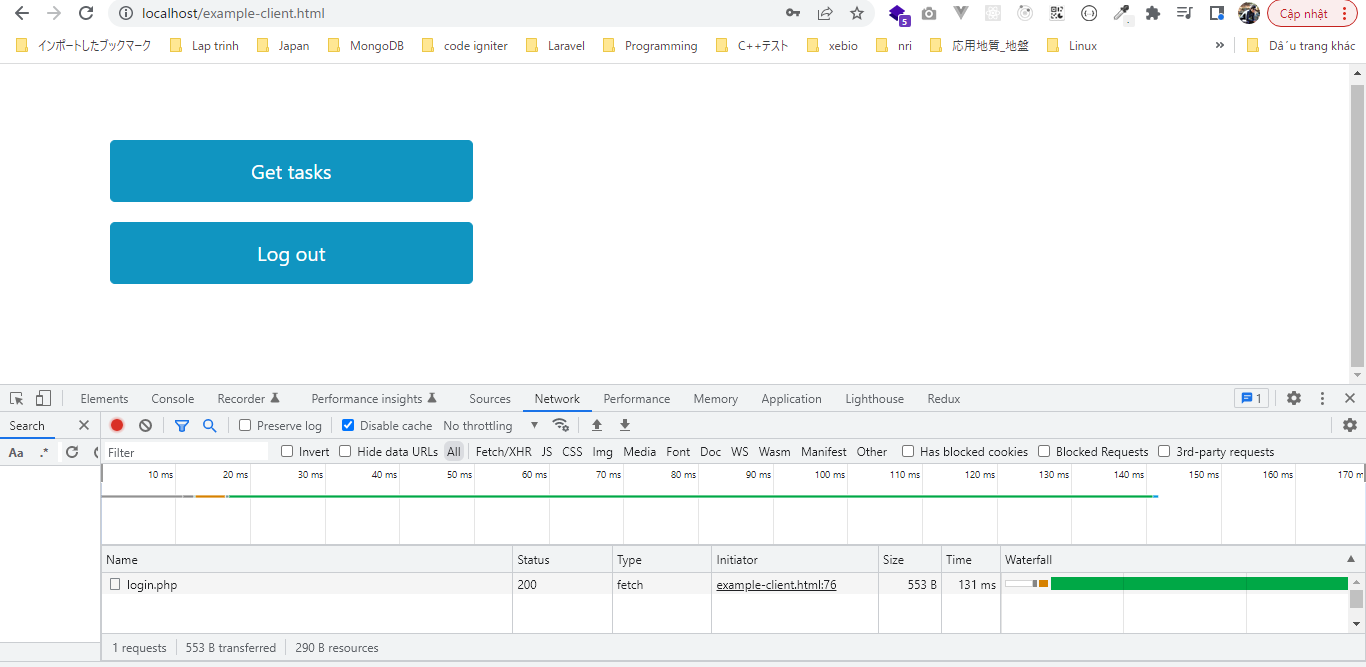 localhost/example-client.html
5
Cập nhật
インポートしたブックマーク Lap trinh Japan MongoDB code igniter Laravel Programming C++テスト xebio nri 応用地質_地盤 Linux » Dấu trang khác
Get tasks
Log out
Elements Console Recorder Performance insights Sources Network Performance Memory Application Lighthouse Redux 1
Search Preserve log Disable cache No throttling
Aa .* Filter Invert Hide data URLs All Fetch/XHR JS CSS Img Media Font Doc WS Wasm Manifest Other Has blocked cookies Blocked Requests 3rd-party requests
10 ms 20 ms 30 ms 40 ms 50 ms 60 ms 70 ms 80 ms 90 ms 100 ms 110 ms 120 ms 130 ms 140 ms 150 ms 160 ms 170 m
Name Status Type Initiator Size Time Waterfall
login.php 200 fetch example-client.html:76 553 B 131 ms
1 requests 553 B transferred 290 B resources